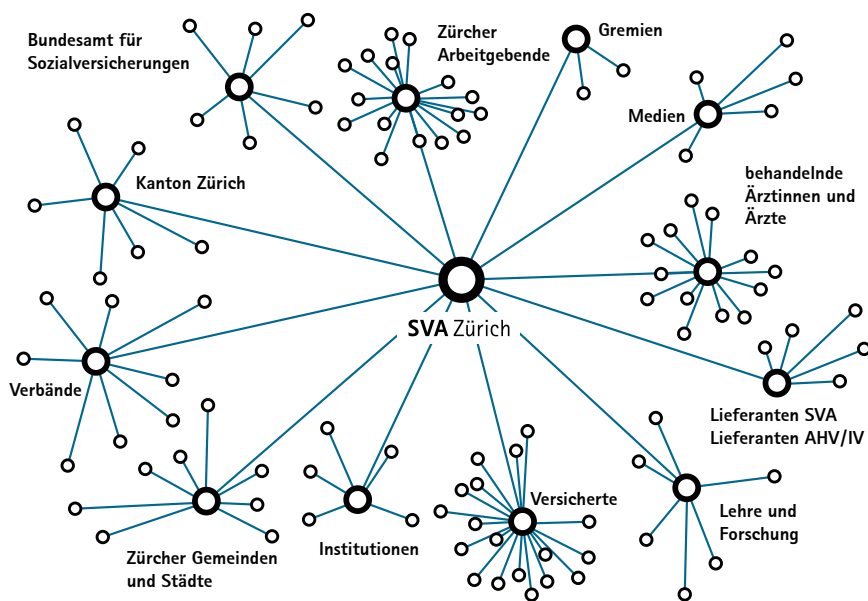 Bundesamt für
Sozialversicherungen
Zürcher
Arbeitgebende
Gremien
Medien
Kanton Zürich
behandelnde
Ärztinnen und
Ärzte
SVA Zürich
Verbände
Lieferanten SVA
Lieferanten AHV/IV
Zürcher Gemeinden
und Städte
Institutionen
Versicherte
Lehre und
Forschung